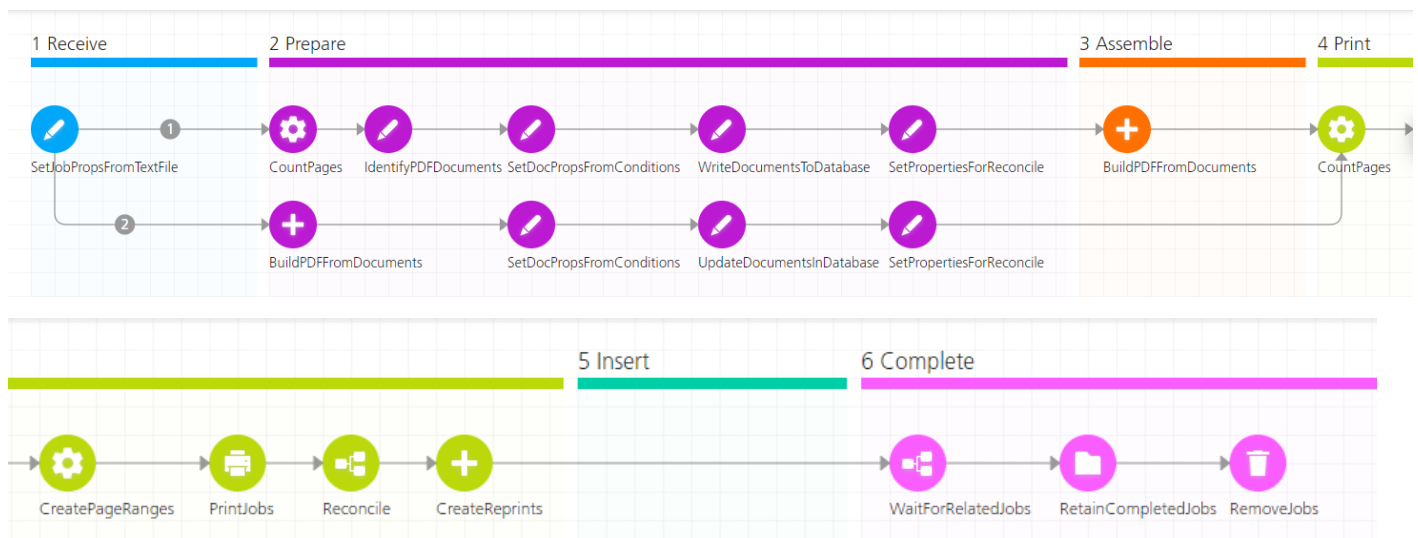 1 Receive
2 Prepare
3 Assemble
4 Print
1
SetJobPropsFromTextFile
CountPages
IdentifyPDFDocuments
SetDocPropsFromConditions
WriteDocumentsToDatabase
SetPropertiesForReconcile
BuildPDFFromDocuments
CountPages
2
BuildPDFFromDocuments
SetDocPropsFromConditions
UpdateDocumentsInDatabase
SetPropertiesForReconcile
5 Insert
6 Complete
CreatePageRanges
PrintJobs
Reconcile
CreateReprints
WaitForRelatedJobs
RetainCompletedJobs
RemoveJobs